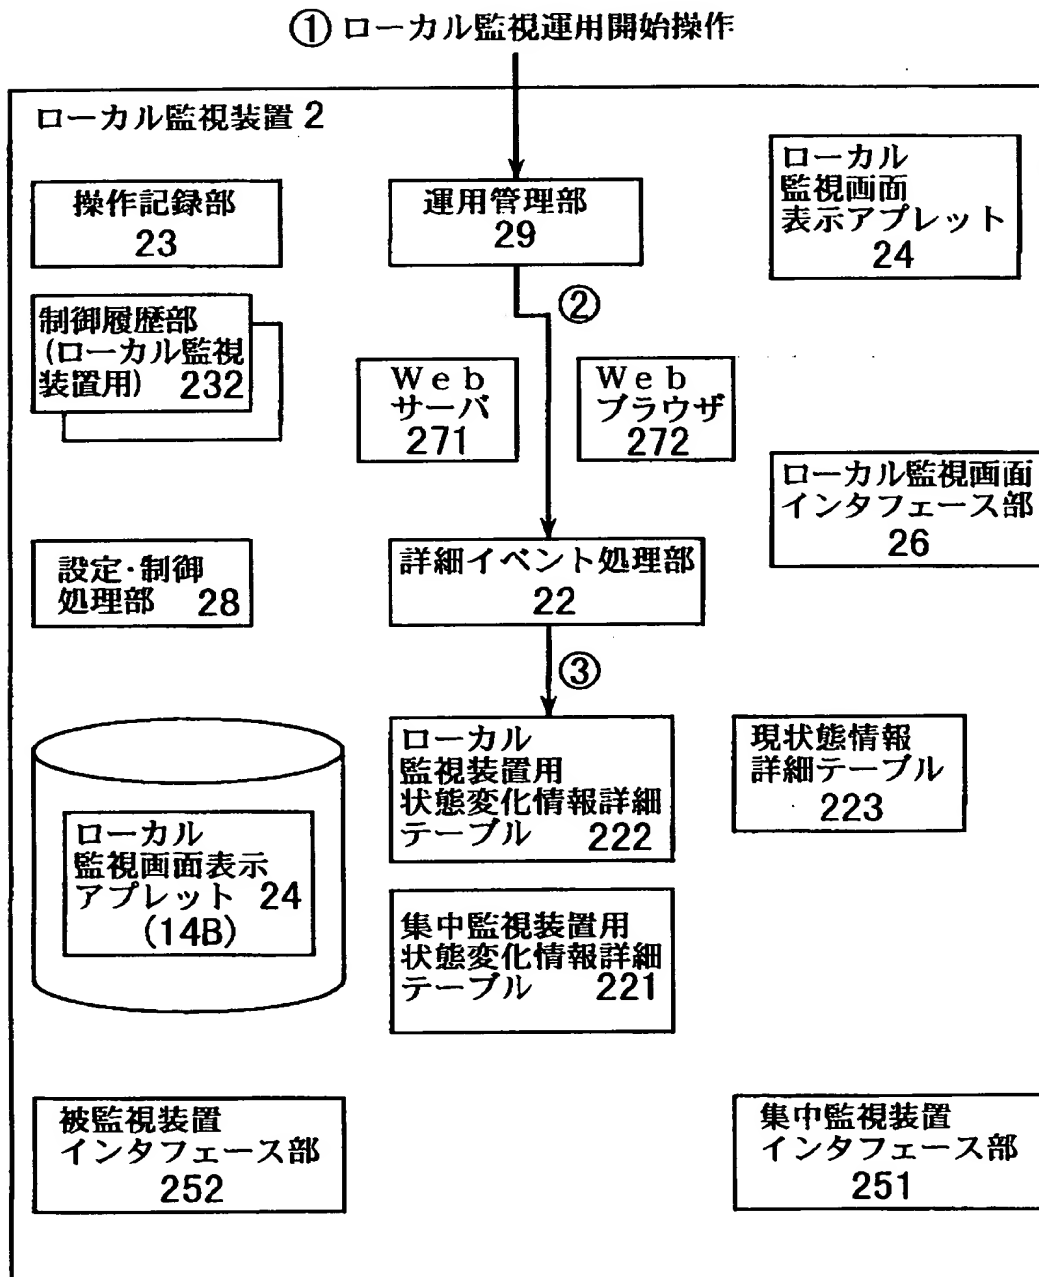 ① ローカル監視運用開始操作
ローカル監視装置 2
操作記録部
23
運用管理部
29
ローカル
監視画面
表示アプレット
24
②
制御履歴部
(ローカル監視
装置用) 232
Web
サーバ
271
Web
ブラウザ
272
ローカル監視画面
インタフェース部
26
設定・制御
処理部 28
詳細イベント処理部
22
③
ローカル
監視装置用
状態変化情報詳細
テーブル 222
現状態情報
詳細テーブル
223
ローカル
監視画面表示
アプレット 24
(14B)
集中監視装置用
状態変化情報詳細
テーブル 221
被監視装置
インタフェース部
252
集中監視装置
インタフェース部
251